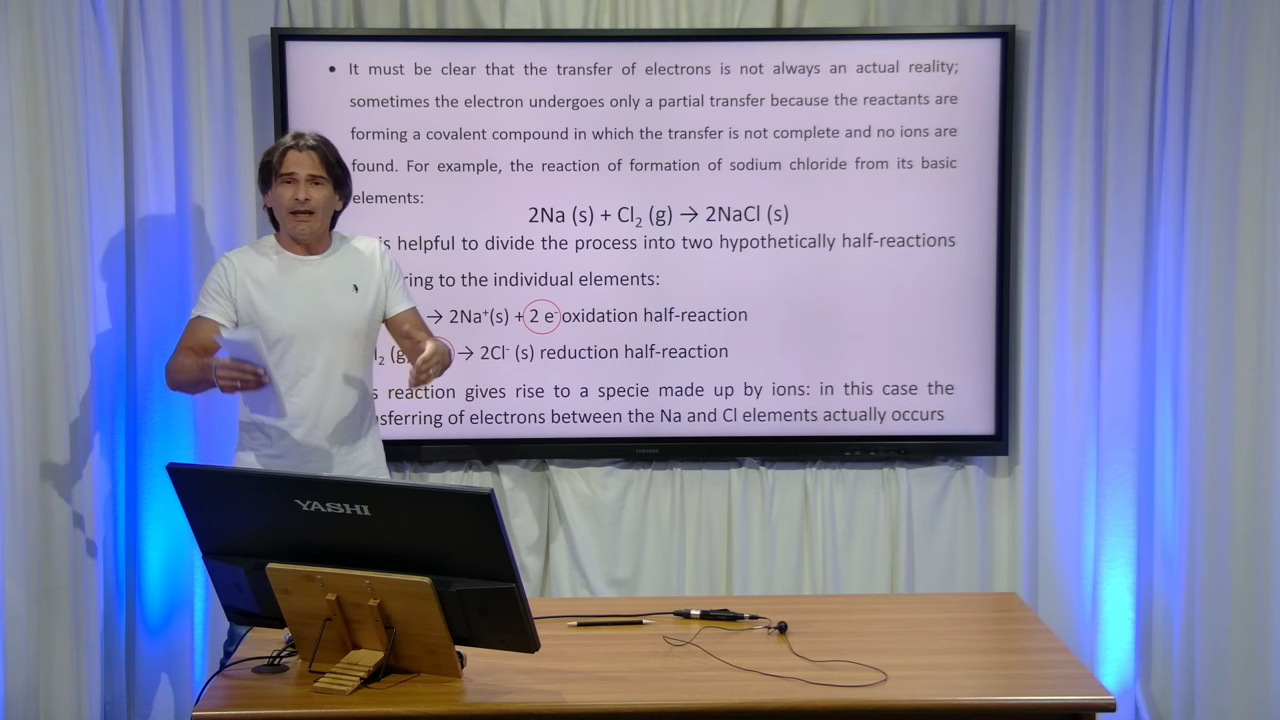 • It must be clear that the transfer of electrons is not always an actual reality;
sometimes the electron undergoes only a partial transfer because the reactants are
forming a covalent compound in which the transfer is not complete and no ions are
found. For example, the reaction of formation of sodium chloride from its basic
elements:
2Na (s) + Cl₂ (g) → 2NaCl (s)
is helpful to divide the process into two hypothetically half-reactions
ring to the individual elements:
→ 2Na⁺(s) + 2 e⁻ oxidation half-reaction
l₂ (g → 2Cl⁻ (s) reduction half-reaction
s reaction gives rise to a specie made up by ions: in this case the
sferring of electrons between the Na and Cl elements actually occurs
SAMSUNG
YASHI